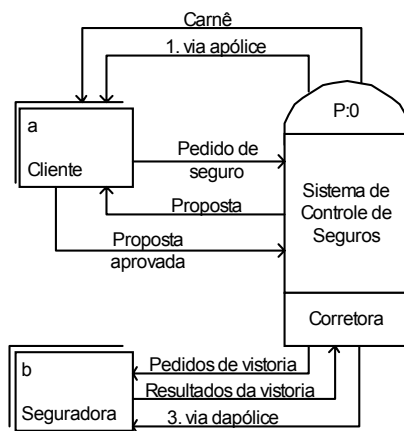 Carnê
1. via apólice
P:0
a
Cliente
Pedido de
seguro
Proposta
Proposta
aprovada
Sistema de
Controle de
Seguros
Corretora
b
Seguradora
Pedidos de vistoria
Resultados da vistoria
3. via dapólice